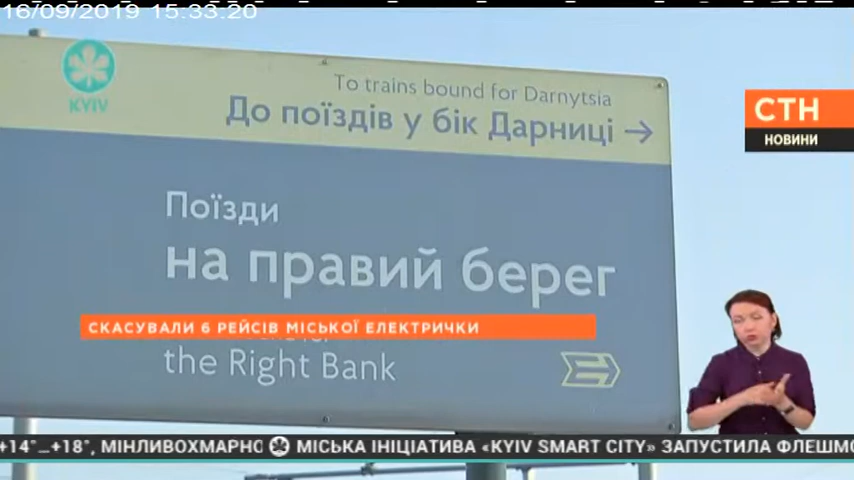 16/09/2019 15:33:20
To trains bound for Darnytsia
KYIV
До поїздів у бік Дарниці →
СТН
НОВИНИ
Поїзди
на правий берег
СКАСУВАЛИ 6 РЕЙСІВ МІСЬКОЇ ЕЛЕКТРИЧКИ
the Right Bank
+14°_+18°, МІНЛИВОХМАРНО МІСЬКА ІНІЦІАТИВА «KYIV SMART CITY» ЗАПУСТИЛА ФЛЕШМО